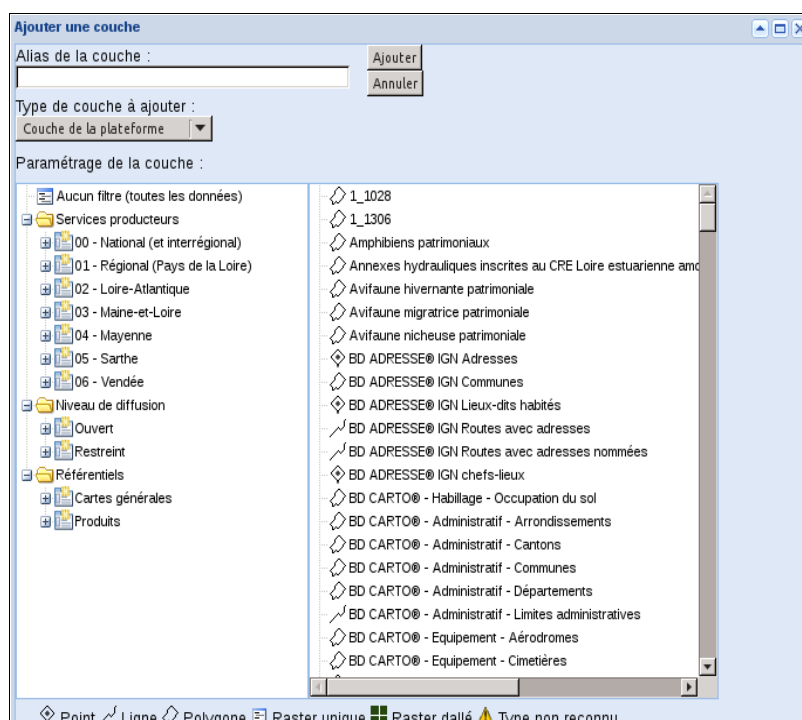 Ajouter une couche
Alias de la couche :
Ajouter
Annuler
Type de couche à ajouter :
Couche de la plateforme
Paramétrage de la couche :
Aucun filtre (toutes les données)
Services producteurs
00 - National (et interrégional)
01 - Régional (Pays de la Loire)
02 - Loire-Atlantique
03 - Maine-et-Loire
04 - Mayenne
05 - Sarthe
06 - Vendée
Niveau de diffusion
Ouvert
Restreint
Référentiels
Cartes générales
Produits
1_1028
1_1306
Amphibiens patrimoniaux
Annexes hydrauliques inscrites au CRE Loire estuarienne amo
Avifaune hivernante patrimoniale
Avifaune migratrice patrimoniale
Avifaune nicheuse patrimoniale
BD ADRESSE® IGN Adresses
BD ADRESSE® IGN Communes
BD ADRESSE® IGN Lieux-dits habités
BD ADRESSE® IGN Routes avec adresses
BD ADRESSE® IGN Routes avec adresses nommées
BD ADRESSE® IGN chefs-lieux
BD CARTO® - Habillage - Occupation du sol
BD CARTO® - Administratif - Arrondissements
BD CARTO® - Administratif - Cantons
BD CARTO® - Administratif - Communes
BD CARTO® - Administratif - Départements
BD CARTO® - Administratif - Limites administratives
BD CARTO® - Equipement - Aérodromes
BD CARTO® - Equipement - Cimetières
Point Ligne Polygone Raster unique Raster dallé Type non reconnu